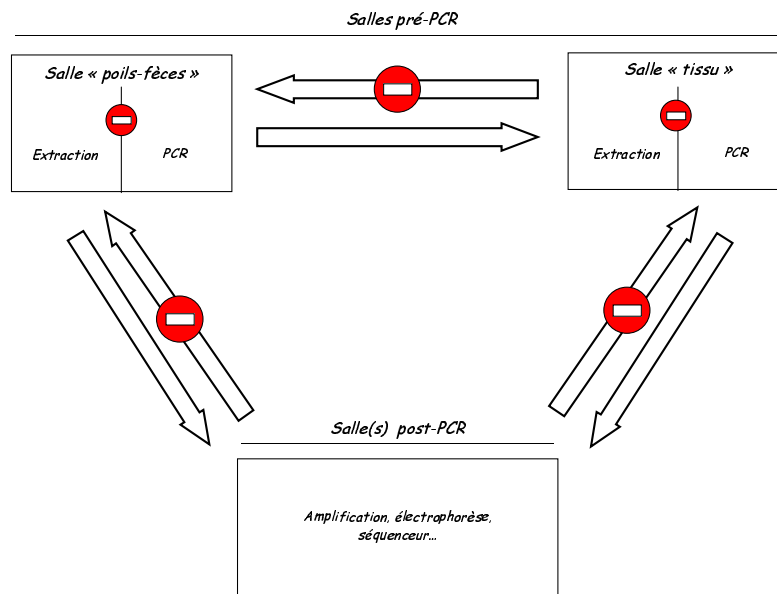 Salles pré-PCR
Salle « poils-fèces »
Extraction
PCR
Salle « tissu »
Extraction
PCR
Salle(s) post-PCR
Amplification, électrophorèse,
séquenceur...